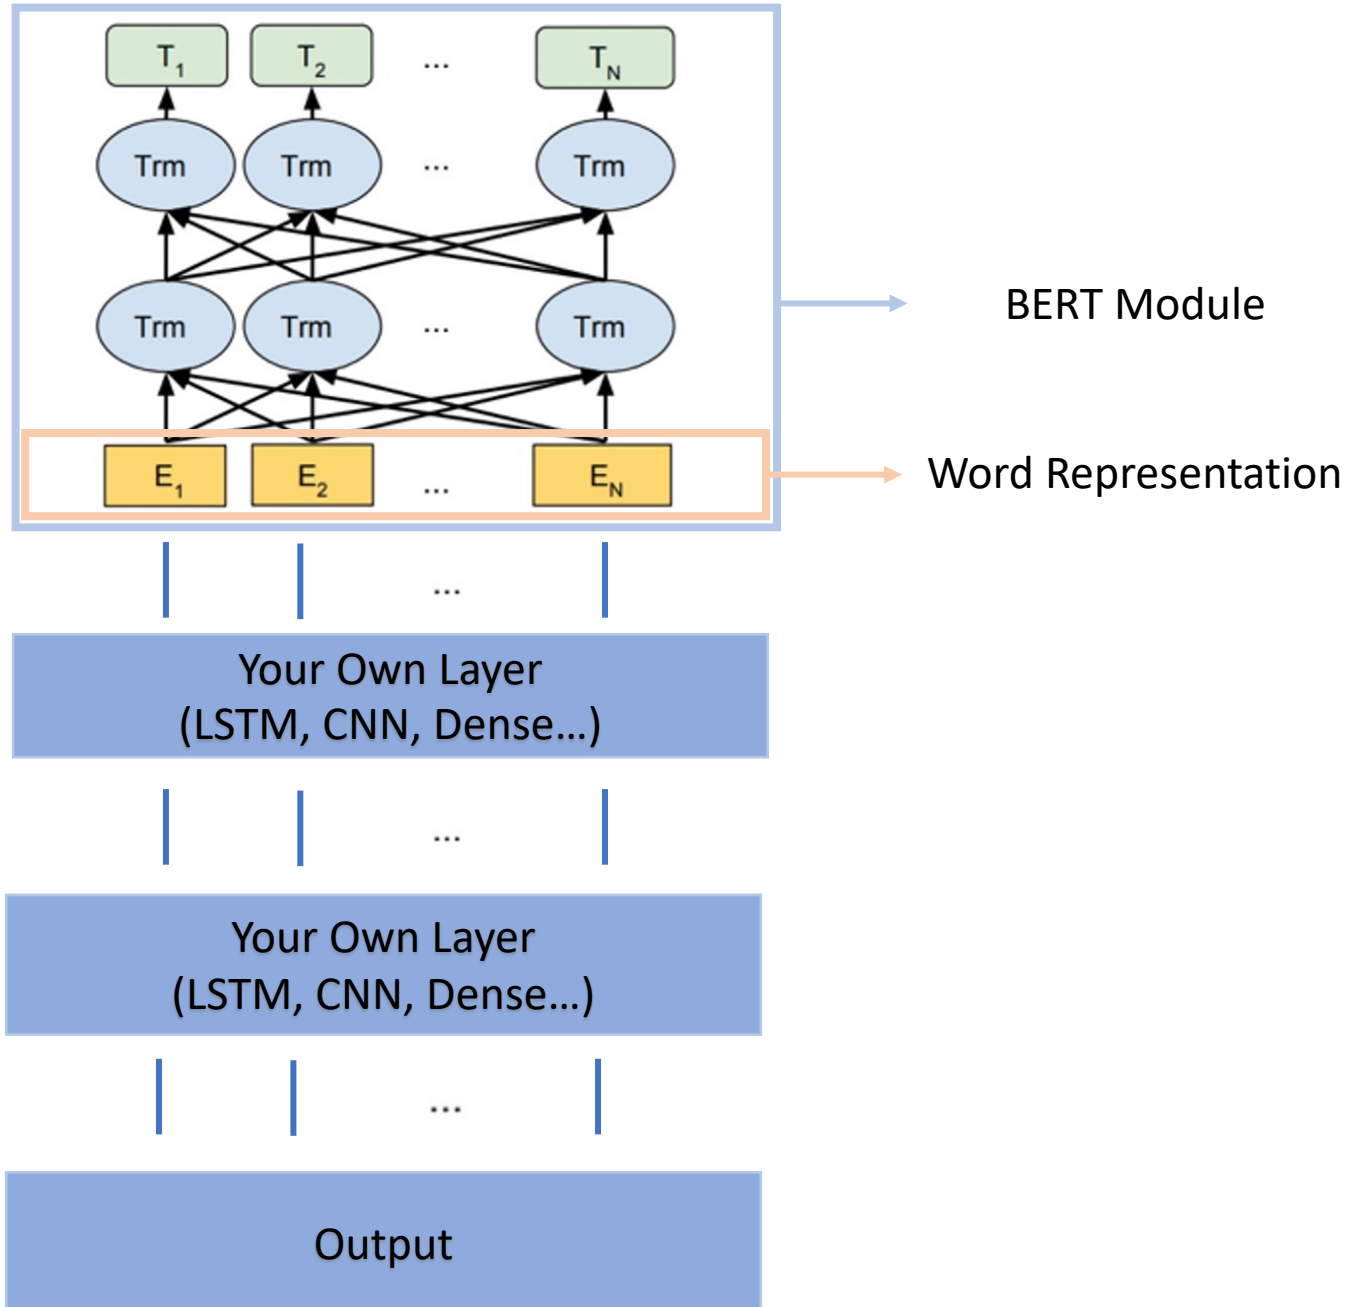 T1 T2 ... TN
Trm Trm ... Trm
BERT Module
Trm Trm ... Trm
E1 E2 ... EN
Word Representation
...
Your Own Layer
(LSTM, CNN, Dense...)
...
Your Own Layer
(LSTM, CNN, Dense...)
...
Output